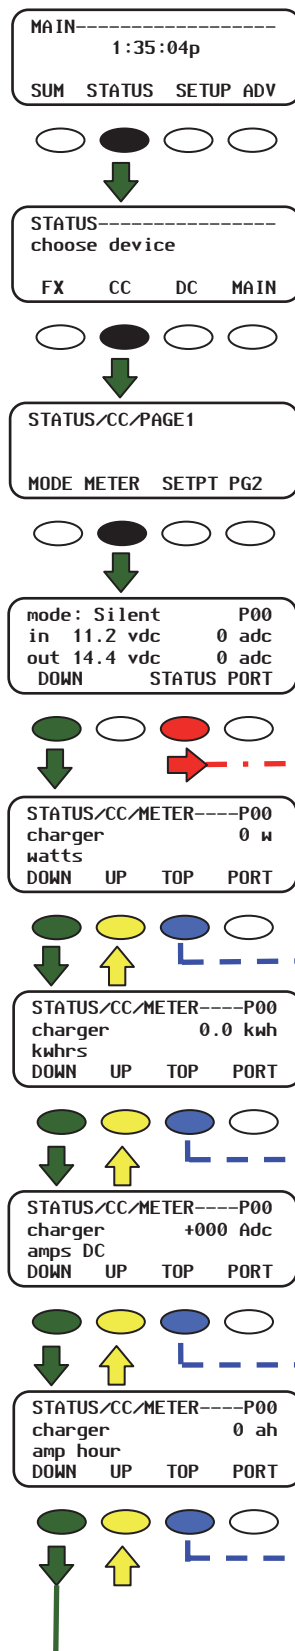 MAIN-------------------
1:35:04p
SUM STATUS SETUP ADV
STATUS-----------------
choose device
FX CC DC MAIN
STATUS/CC/PAGE1
MODE METER SETPT PG2
mode: Silent P00
in 11.2 vdc 0 adc
out 14.4 vdc 0 adc
DOWN STATUS PORT
STATUS/CC/METER----P00
charger 0 w
watts
DOWN UP TOP PORT
STATUS/CC/METER----P00
charger 0.0 kwh
kwhrs
DOWN UP TOP PORT
STATUS/CC/METER----P00
charger +000 Adc
amps DC
DOWN UP TOP PORT
STATUS/CC/METER----P00
charger 0 ah
amp hour
DOWN UP TOP PORT